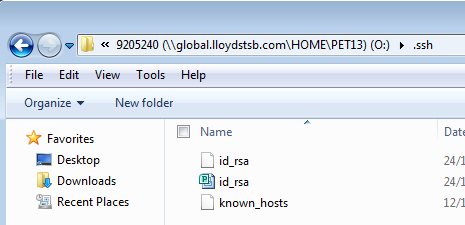 « 9205240 (\\global.lloydstsb.com\HOME\PET13) (O:) ▸ .ssh
File Edit View Tools Help
Organize ▾ New folder
Favorites
Desktop
Downloads
Recent Places
Name
id_rsa
id_rsa
known_hosts
Date
24/1
24/1
12/1